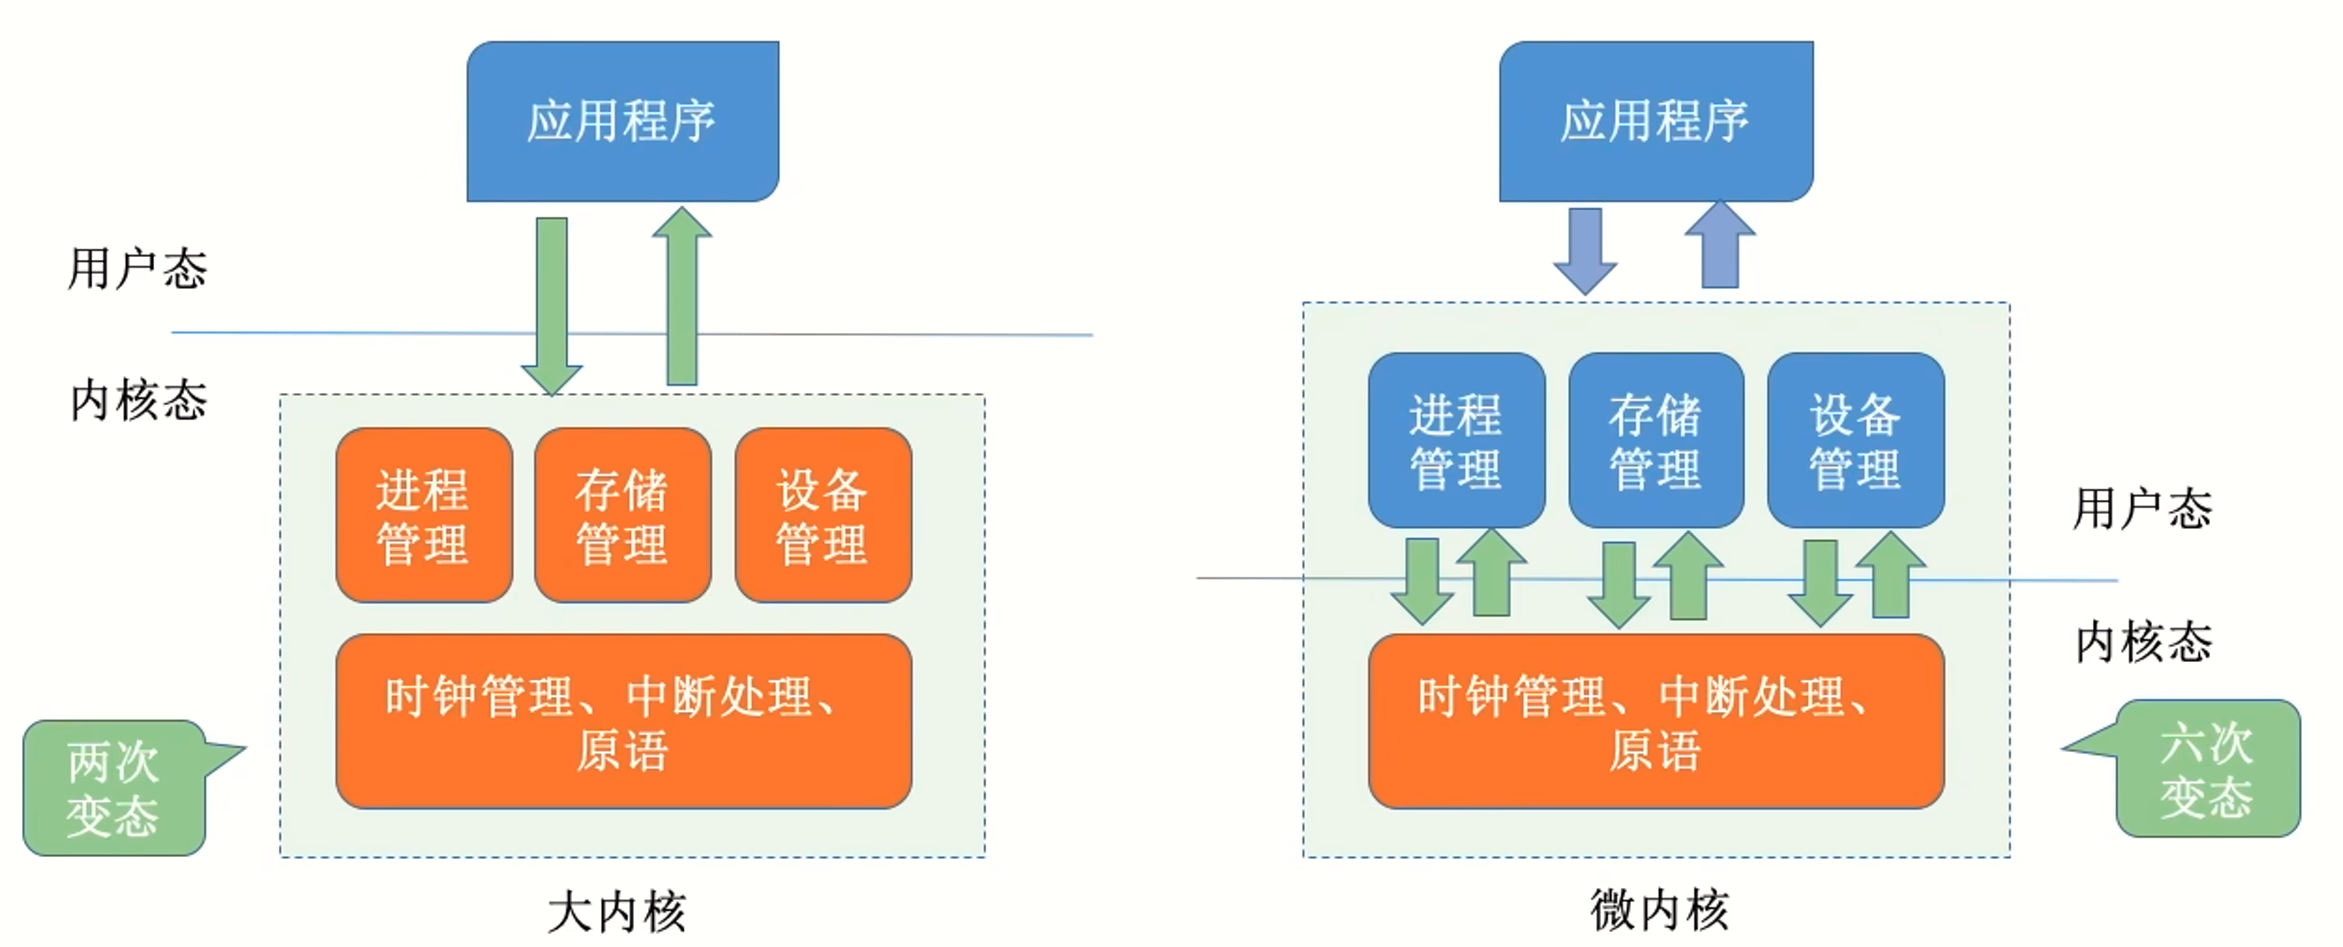 应用程序
用户态
内核态
进程
管理
存储
管理
设备
管理
时钟管理、中断处理、
原语
两次
变态
大内核
应用程序
进程
管理
存储
管理
设备
管理
用户态
内核态
时钟管理、中断处理、
原语
六次
变态
微内核